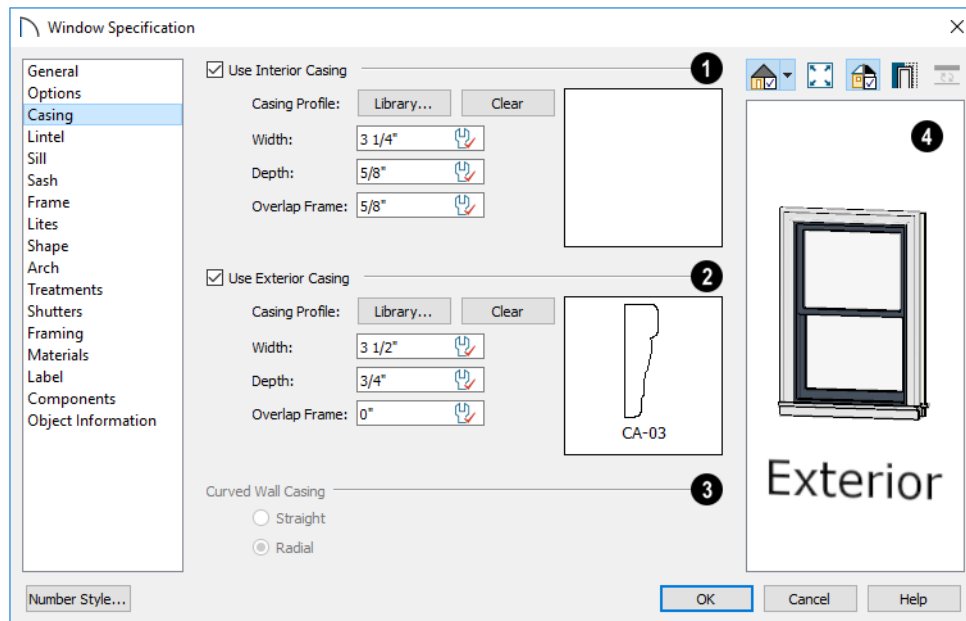 Window Specification
General
Options
Casing
Lintel
Sill
Sash
Frame
Lites
Shape
Arch
Treatments
Shutters
Framing
Materials
Label
Components
Object Information
Use Interior Casing 1
Casing Profile: Library... Clear
Width: 3 1/4"
Depth: 5/8"
Overlap Frame: 5/8"
Use Exterior Casing 2
Casing Profile: Library... Clear
Width: 3 1/2"
Depth: 3/4"
Overlap Frame: 0"
CA-03
Curved Wall Casing 3
Straight
Radial
4
Exterior
Number Style... OK Cancel Help